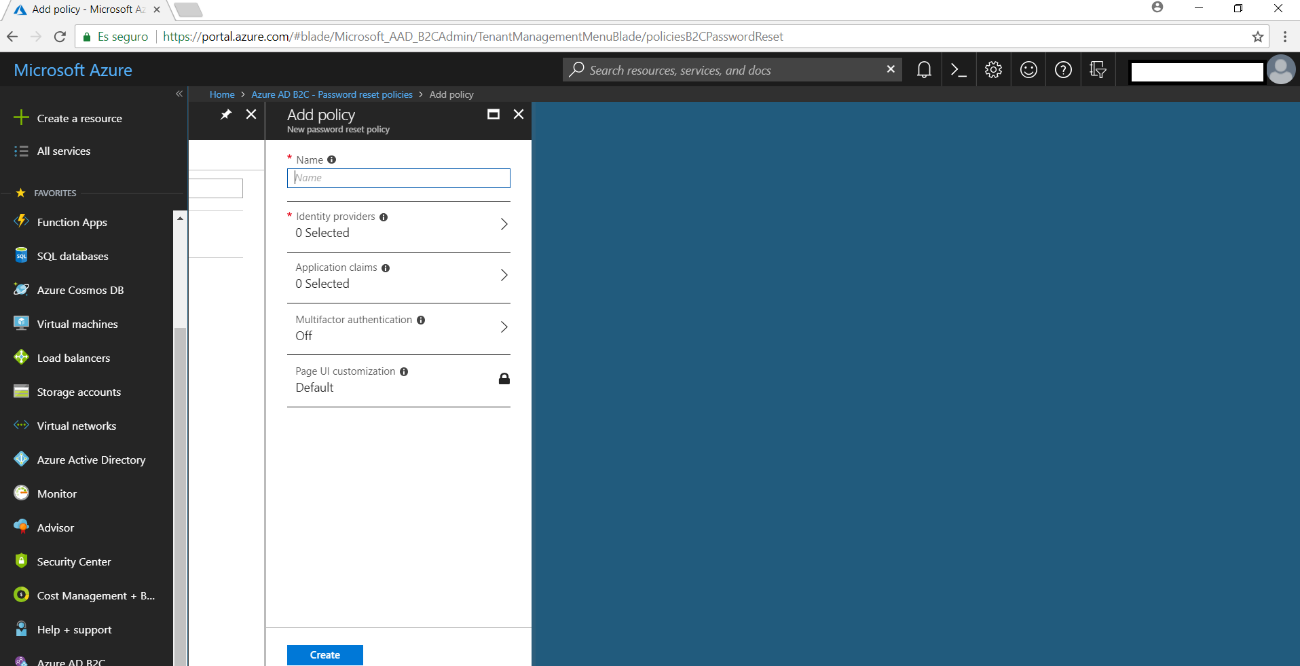 Add policy - Microsoft Az
Es seguro
https://portal.azure.com/#blade/Microsoft_AAD_B2CAdmin/TenantManagementMenuBlade/policiesB2CPasswordReset
Microsoft Azure
Search resources, services, and docs
Home > Azure AD B2C - Password reset policies > Add policy
Create a resource
All services
FAVORITES
Function Apps
SQL databases
Azure Cosmos DB
Virtual machines
Load balancers
Storage accounts
Virtual networks
Azure Active Directory
Monitor
Advisor
Security Center
Cost Management + B...
Help + support
Azure AD B2C
Add policy
New password reset policy
* Name
Name
* Identity providers
0 Selected
Application claims
0 Selected
Multifactor authentication
Off
Page UI customization
Default
Create